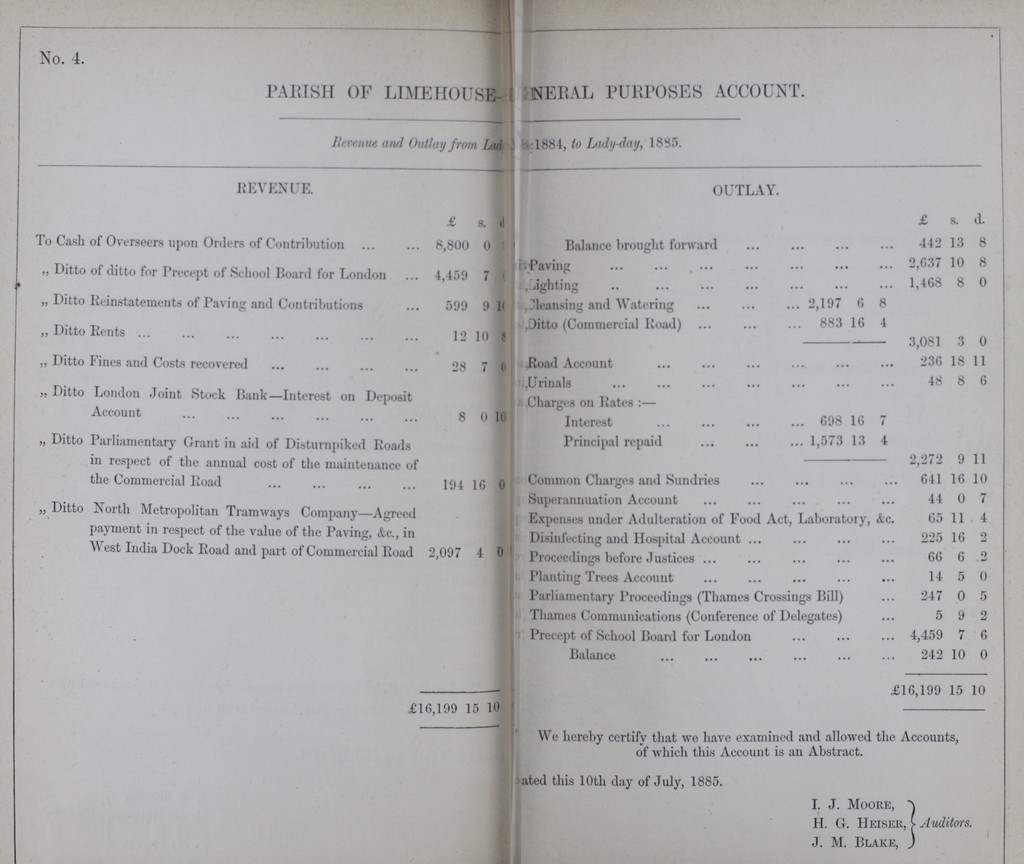 No. 4.
PARISH OF LIMEHOUSE— NERAL PURPOSES ACCOUNT.
Revenue and Outlay from 1884, to Lady-day, 1885.
REVENUE.
£ s. d
To Cash of Overseers upon Orders of Contribution ... ... 8,800 0
„ Ditto of ditto for Precept of School Board for London ... 4,459 7
„ Ditto Reinstatements of Paving and Contributions ... 599 9 10
„ Ditto Rents ... ... ... ... ... ... ... 12 10 8
„ Ditto Fines and Costs recovered ... ... ... ... 28 7 6
„ Ditto London Joint Stock Bank—Interest on Deposit
Account ... ... ... ... ... ... 8 0 10
„ Ditto Parliamentary Grant in aid of Disturnpiked Roads
in respect of the annual cost of the maintenance of
the Commercial Road ... ... ... ... 194 16 0
„ Ditto North Metropolitan Tramways Company—Agreed
payment in respect of the value of the Paving, &c., in
West India Dock Road and part of Commercial Road 2,097 4 0
£16,199 15 10
OUTLAY.
£ s. d.
Balance brought forward ... ... ... ... 442 13 8
Paving ... ... ... ... ... ... ... 2,637 10 8
Lighting .. ... ... ... ... ... ... 1,468 8 0
Cleansing and Watering ... ... ... 2,197 6 8
Ditto (Commercial Road) ... ... ... 883 16 4
3,081 3 0
Road Account ... ... ... ... ... ... 236 18 11
Urinals ... ... ... ... ... ... ... 48 8 6
Charges on Rates :—
Interest ... ... ... ... 698 16 7
Principal repaid ... ... ... 1,573 13 4
2,272 9 11
Common Charges and Sundries ... ... ... ... 641 16 10
Superannuation Account ... ... ... ... ... 44 0 7
Expenses under Adulteration of Food Act, Laboratory, &c. 65 11 4
Disinfecting and Hospital Account ... ... ... ... 225 16 2
Proceedings before Justices ... ... ... ... ... 66 6 2
Planting Trees Account ... ... ... ... ... 14 5 0
Parliamentary Proceedings (Thames Crossings Bill) ... 247 0 5
Thames Communications (Conference of Delegates) ... 5 9 2
Precept of School Board for London ... ... ... 4,459 7 6
Balance ... ... ... ... ... ... 242 10 0
£16,199 15 10
We hereby certify that we have examined and allowed the Accounts,
of which this Account is an Abstract.
ated this 10th day of July, 1885.
I. J. MOORE,
H. G. HEISER, } Auditors.
J. M. BLAKE,